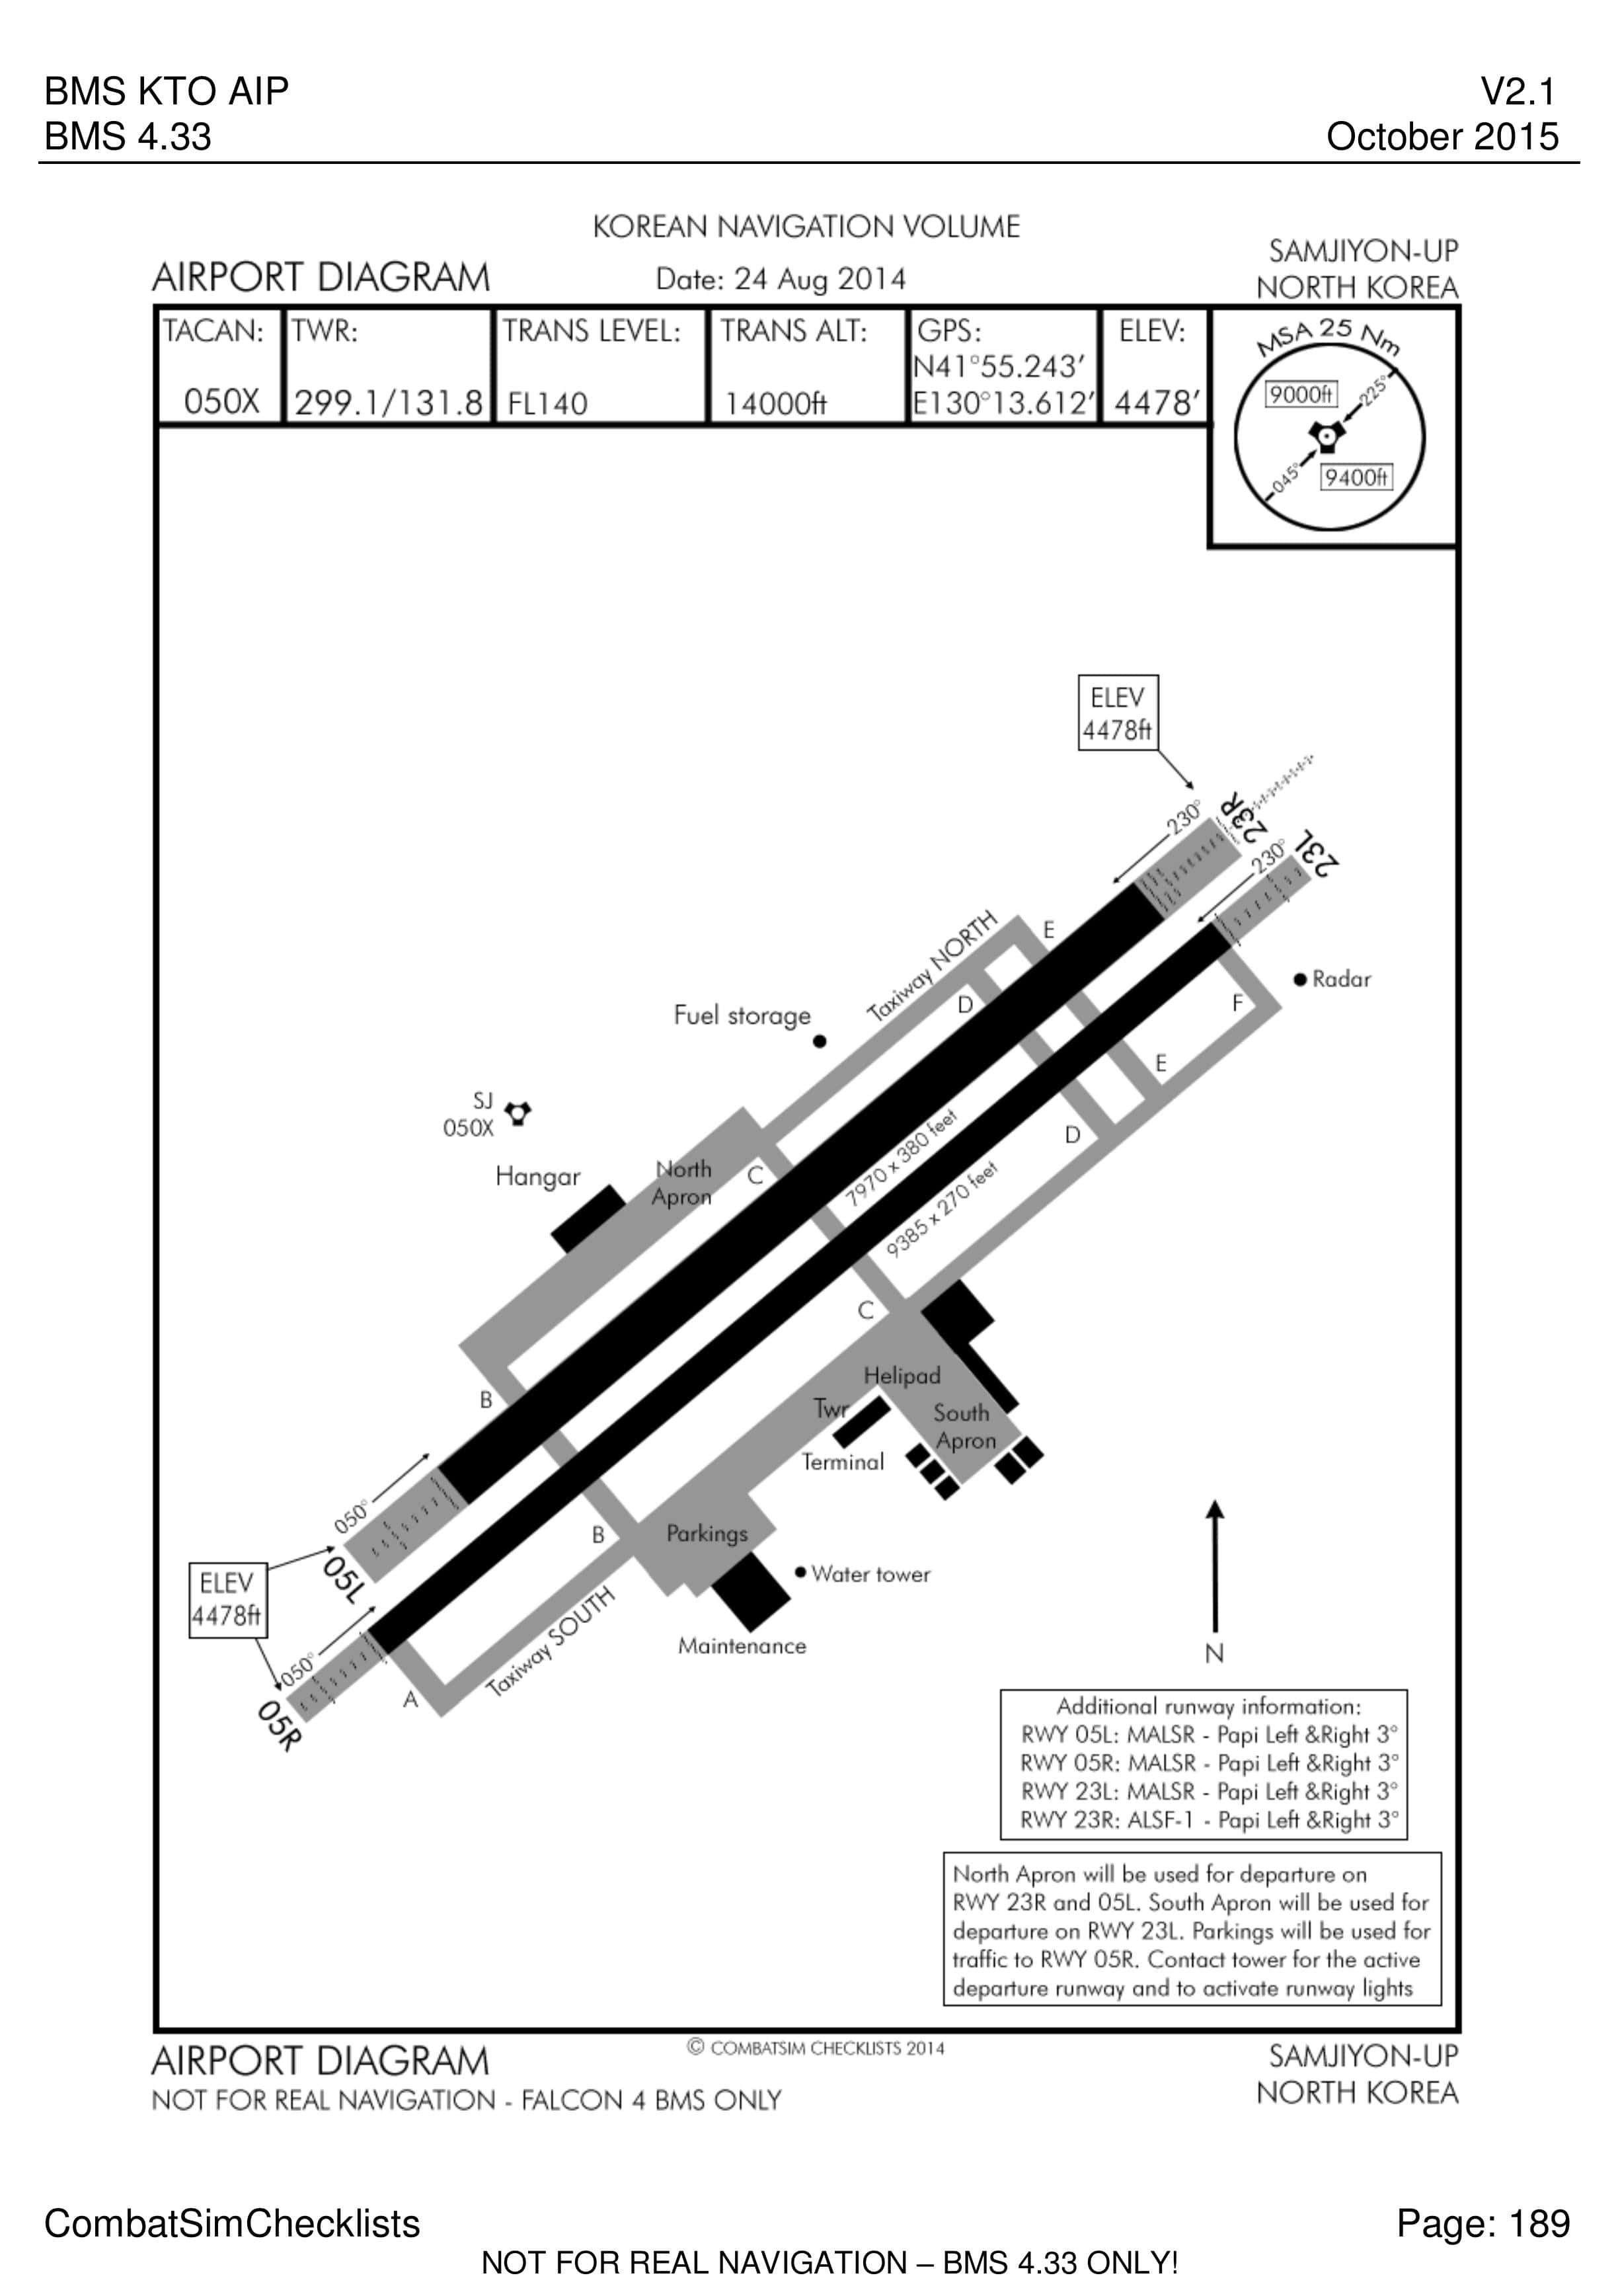 BMS KTO AIP
V2.1
BMS 4.33
October 2015
KOREAN NAVIGATION VOLUME
AIRPORT DIAGRAM
Date: 24 Aug 2014
SAMJIYON-UP
NORTH KOREA
TACAN:
050X
TWR:
299.1/131.8
TRANS LEVEL:
FL140
TRANS ALT:
14000ft
GPS:
N41°55.243′
E130°13.612′
ELEV:
4478′
MSA 25 Nm
9000ft
225°
045°
9400ft
ELEV
4478ft
230°
23R
230°
23L
Taxiway NORTH
E
D
Radar
F
Fuel storage
E
SJ
050X
D
7970 x 380 feet
9385 x 270 feet
Hangar
North
Apron
C
C
B
Helipad
Twr
South
Apron
Terminal
050°
05L
B
Parkings
Water tower
ELEV
4478ft
Maintenance
Taxiway SOUTH
050°
05R
A
N
Additional runway information:
RWY 05L: MALSR - Papi Left &Right 3°
RWY 05R: MALSR - Papi Left &Right 3°
RWY 23L: MALSR - Papi Left &Right 3°
RWY 23R: ALSF-1 - Papi Left &Right 3°
North Apron will be used for departure on
RWY 23R and 05L. South Apron will be used for
departure on RWY 23L. Parkings will be used for
traffic to RWY 05R. Contact tower for the active
departure runway and to activate runway lights
AIRPORT DIAGRAM
© COMBATSIM CHECKLISTS 2014
SAMJIYON-UP
NOT FOR REAL NAVIGATION - FALCON 4 BMS ONLY
NORTH KOREA
CombatSimChecklists
Page: 189
NOT FOR REAL NAVIGATION – BMS 4.33 ONLY!